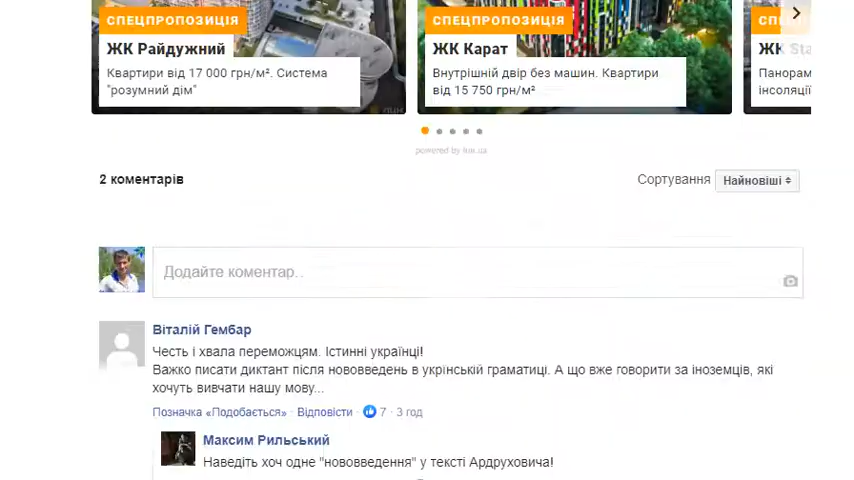 СПЕЦПРОПОЗИЦІЯ
ЖК Райдужний
Квартири від 17 000 грн/м². Система
"розумний дім"
СПЕЦПРОПОЗИЦІЯ
ЖК Карат
Внутрішній двір без машин. Квартири
від 15 750 грн/м²
СПЕЦ
ЖК Sta
Панорам
інсоляції
powered by lun.ua
2 коментарів
Сортування Найновіші
Додайте коментар..
Віталій Гембар
Честь і хвала переможцям. Істинні українці!
Важко писати диктант після нововведень в укрінській граматиці. А що вже говорити за іноземців, які
хочуть вивчати нашу мову...
Позначка «Подобається» · Відповісти · 7 · 3 год
Максим Рильський
Наведіть хоч одне "нововведення" у тексті Ардруховича!